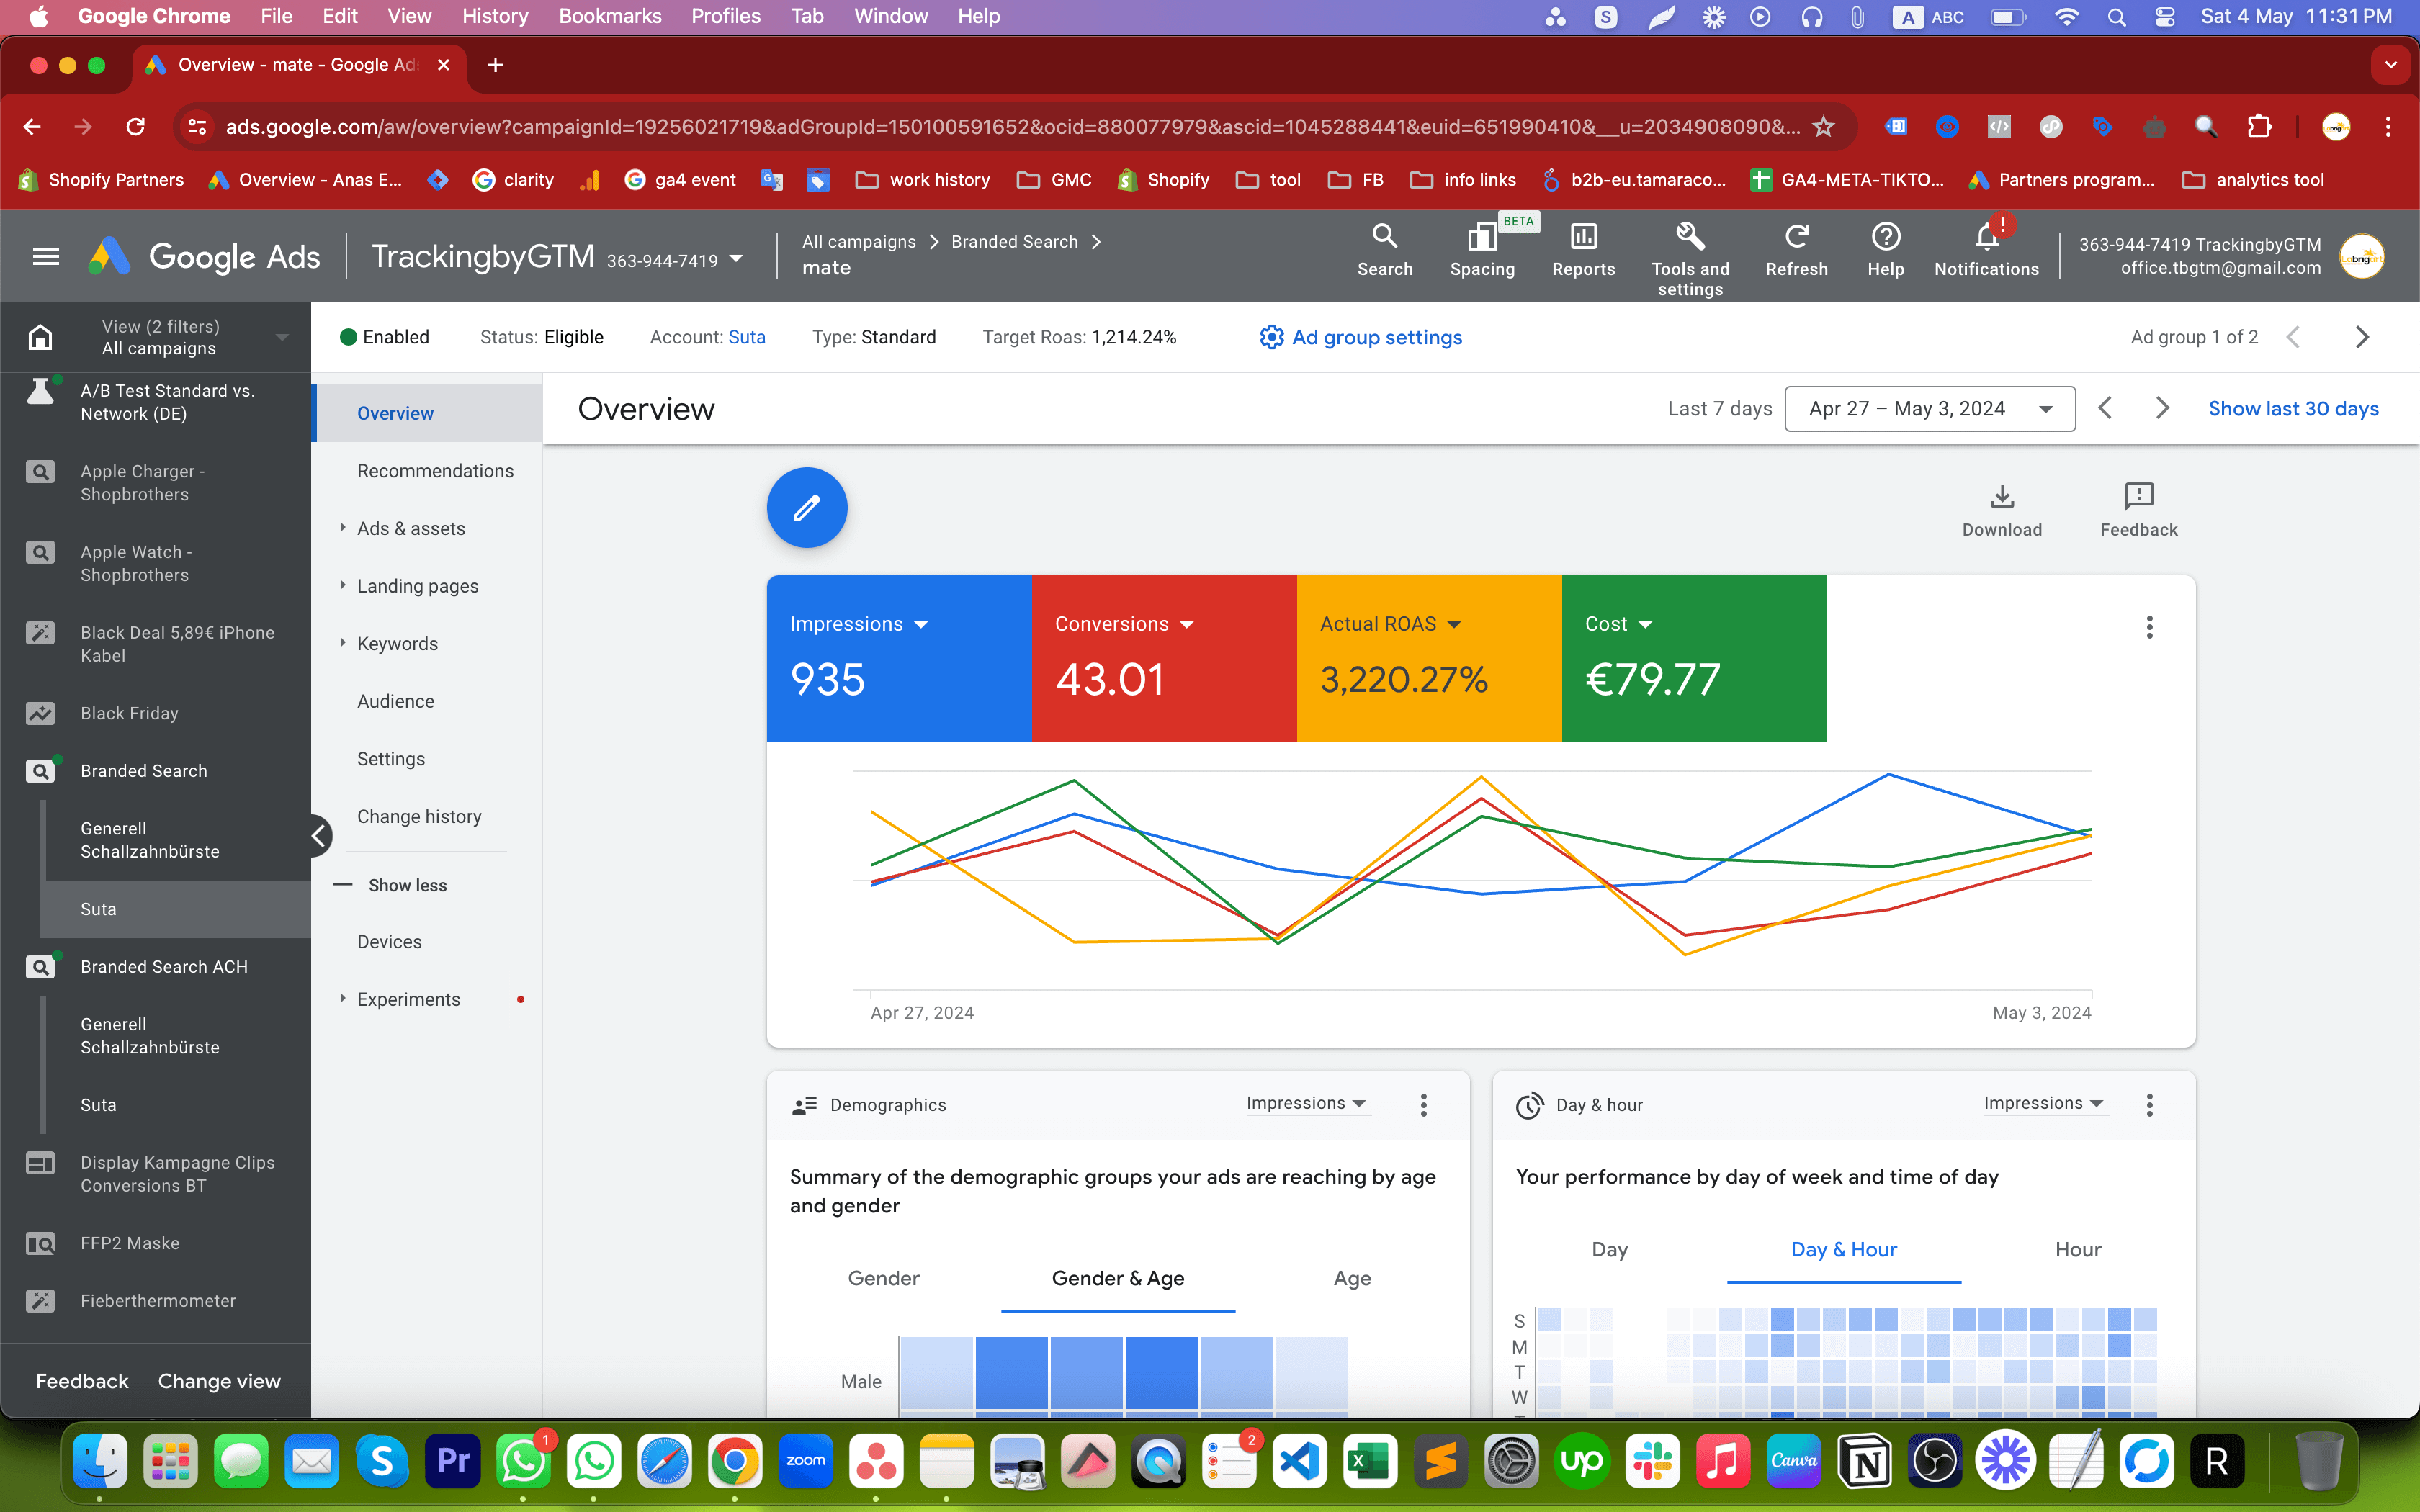 Google Chrome File Edit View History Bookmarks Profiles Tab Window Help
S A ABC Sat 4 May 11:31 PM
Overview - mate - Google Ad
ads.google.com/aw/overview?campaignId=19256021719&adGroupId=150100591652&ocid=880077979&ascid=1045288441&euid=651990410&__u=2034908090&...
Shopify Partners Overview - Anas E... clarity ga4 event work history GMC Shopify tool FB info links b2b-eu.tamaraco... GA4-META-TIKTO... Partners program... analytics tool
Google Ads TrackingbyGTM 363-944-7419
All campaigns Branded Search
mate
Search
BETA
Spacing
Reports
Tools and
settings
Refresh
Help
!
Notifications
363-944-7419 TrackingbyGTM
office.tbgtm@gmail.com
View (2 filters)
All campaigns
Enabled Status: Eligible Account: Suta Type: Standard Target Roas: 1,214.24% Ad group settings Ad group 1 of 2
A/B Test Standard vs.
Network (DE)
Apple Charger -
Shopbrothers
Apple Watch -
Shopbrothers
Black Deal 5,89€ iPhone
Kabel
Black Friday
Branded Search
Generell
Schallzahnbürste
Suta
Branded Search ACH
Generell
Schallzahnbürste
Suta
Display Kampagne Clips
Conversions BT
FFP2 Maske
Fieberthermometer
Feedback Change view
Overview
Recommendations
Ads & assets
Landing pages
Keywords
Audience
Settings
Change history
Show less
Devices
Experiments
Overview Last 7 days Apr 27 – May 3, 2024 Show last 30 days
Download Feedback
Impressions
935
Conversions
43.01
Actual ROAS
3,220.27%
Cost
€79.77
Apr 27, 2024 May 3, 2024
Demographics Impressions
Summary of the demographic groups your ads are reaching by age
and gender
Gender Gender & Age Age
Male
Day & hour Impressions
Your performance by day of week and time of day
Day Day & Hour Hour
S
M
T
W
S Pr 1 zoom 2 X up Canva N R